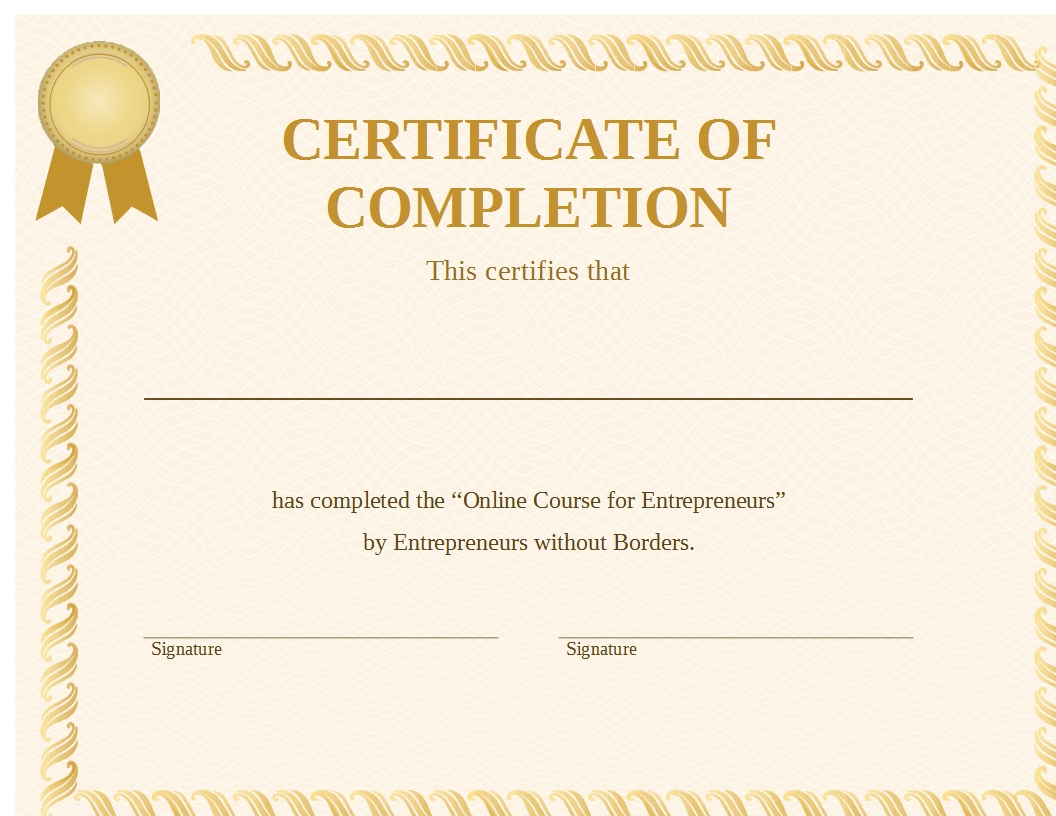 CERTIFICATE OF
COMPLETION
This certifies that
has completed the “Online Course for Entrepreneurs”
by Entrepreneurs without Borders.
Signature
Signature